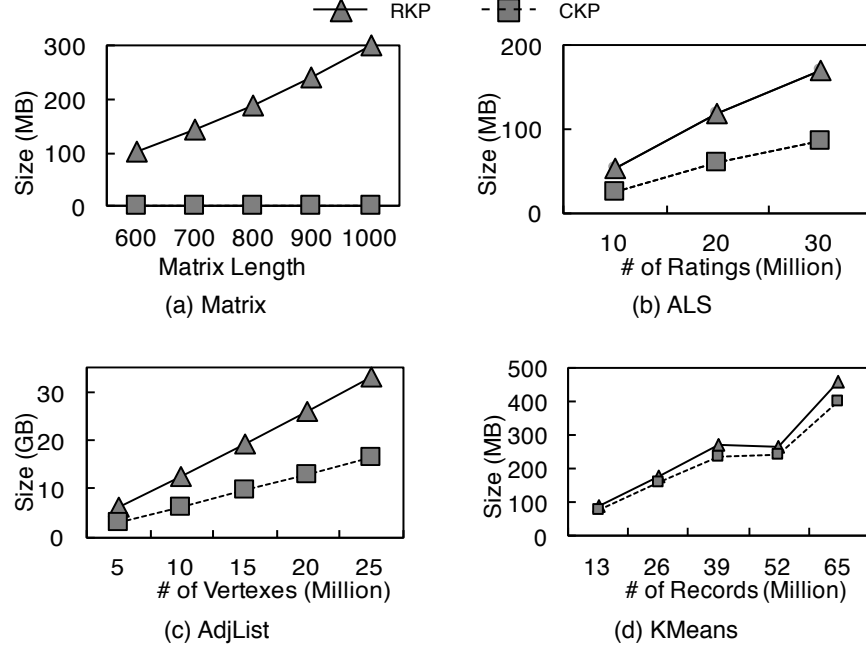 RKP CKP
300
200
100
0
Size (MB)
600 700 800 900 1000
Matrix Length
(a) Matrix
200
100
0
Size (MB)
10 20 30
# of Ratings (Million)
(b) ALS
30
20
10
0
Size (GB)
5 10 15 20 25
# of Vertexes (Million)
(c) AdjList
500
400
300
200
100
0
Size (MB)
13 26 39 52 65
# of Records (Million)
(d) KMeans